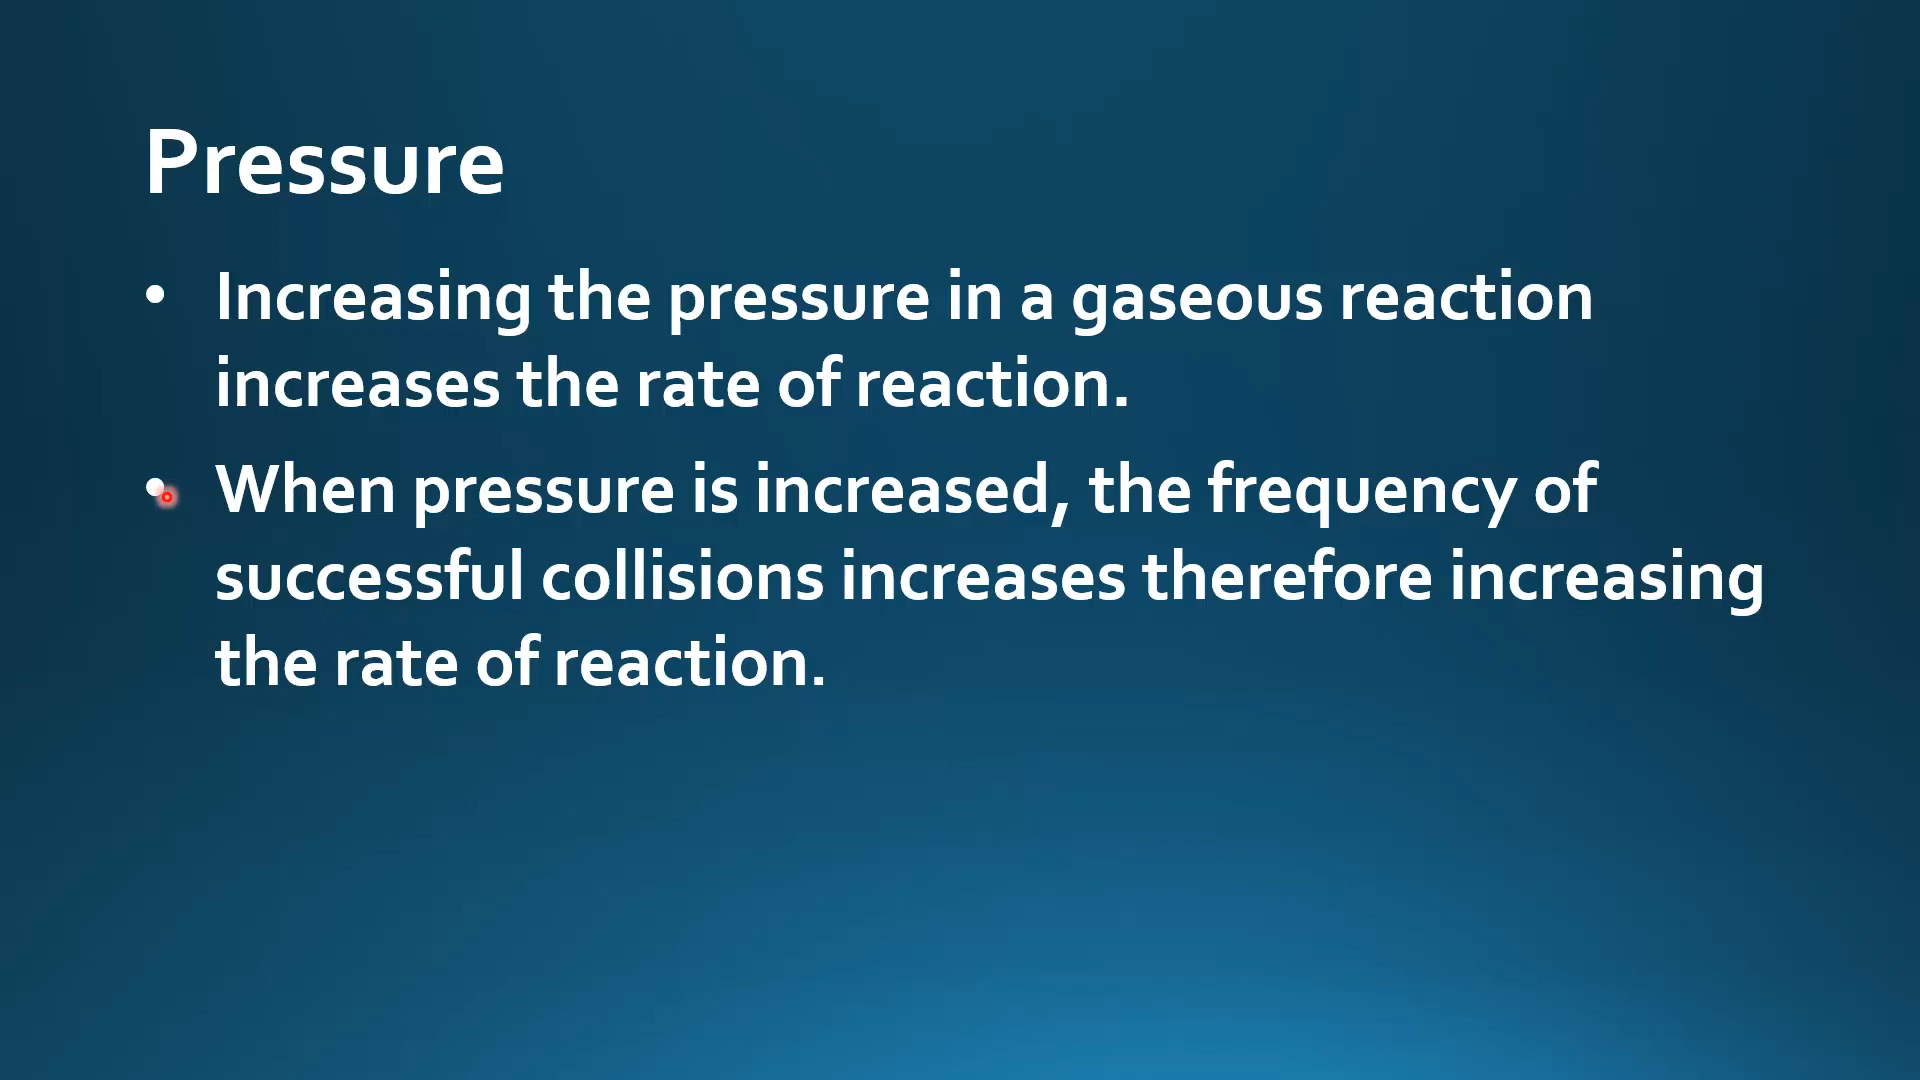 Pressure
• Increasing the pressure in a gaseous reaction
increases the rate of reaction.
• When pressure is increased, the frequency of
successful collisions increases therefore increasing
the rate of reaction.